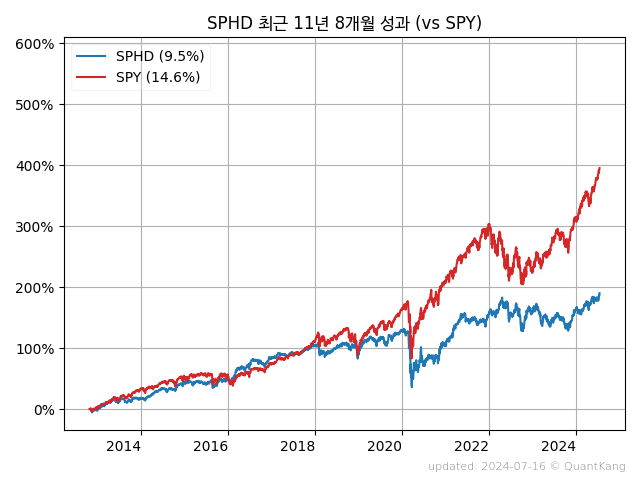 SPHD 최근 11년 8개월 성과 (vs SPY)
600%
500%
400%
300%
200%
100%
0%
SPHD (9.5%)
SPY (14.6%)
2014 2016 2018 2020 2022 2024
updated: 2024-07-16 © QuantKang